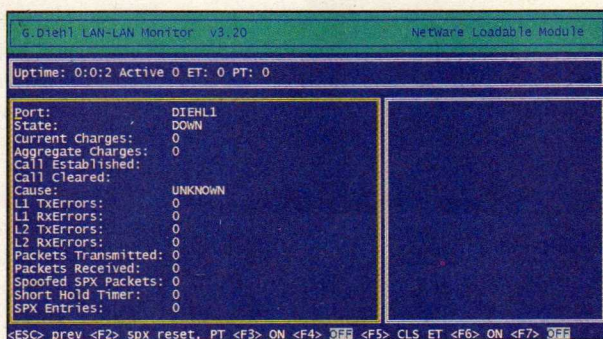 G.Diehl LAN-LAN Monitor v3.20 NetWare Loadable Module
Uptime: 0:0:2 Active 0 ET: 0 PT: 0
Port: DIEHL1
State: DOWN
Current Charges: 0
Aggregate Charges: 0
Call Established:
Call Cleared:
Cause: UNKNOWN
L1 TxErrors: 0
L1 RxErrors: 0
L2 TxErrors: 0
L2 RxErrors: 0
Packets Transmitted: 0
Packets Received: 0
Spoofed SPX Packets: 0
Short Hold Timer: 0
SPX Entries: 0
<ESC> prev <F2> spx reset, PT <F3> ON <F4> OFF <F5> CLS ET <F6> ON <F7> OFF